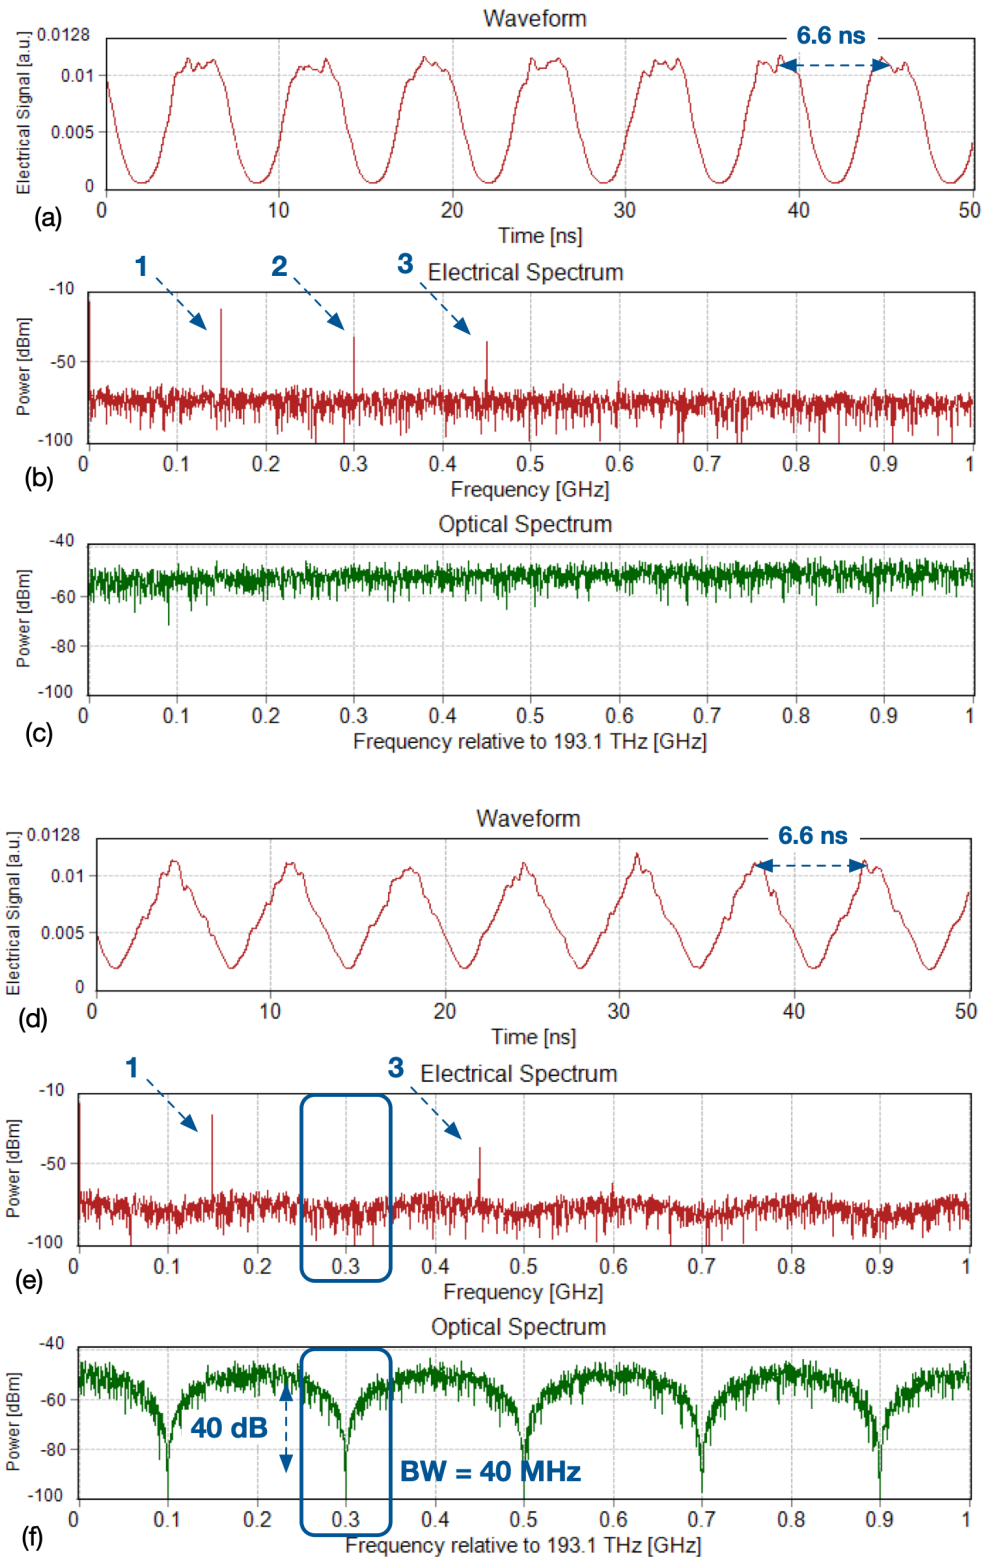 Waveform
0.0128
6.6 ns
0.01
0.005
0
Electrical Signal [a.u.]
0 10 20 30 40 50
(a)
Time [ns]
1 2 3 Electrical Spectrum
-10
-50
-100
Power [dBm]
0 0.1 0.2 0.3 0.4 0.5 0.6 0.7 0.8 0.9 1
(b)
Frequency [GHz]
Optical Spectrum
-40
-60
-80
-100
Power [dBm]
0 0.1 0.2 0.3 0.4 0.5 0.6 0.7 0.8 0.9 1
(c)
Frequency relative to 193.1 THz [GHz]
Waveform
0.0128
6.6 ns
0.01
0.005
0
Electrical Signal [a.u.]
0 10 20 30 40 50
(d)
Time [ns]
1 3 Electrical Spectrum
-10
-50
-100
Power [dBm]
0 0.1 0.2 0.3 0.4 0.5 0.6 0.7 0.8 0.9 1
(e)
Frequency [GHz]
Optical Spectrum
-40
-60
40 dB
BW = 40 MHz
-80
-100
Power [dBm]
0 0.1 0.2 0.3 0.4 0.5 0.6 0.7 0.8 0.9 1
(f)
Frequency relative to 193.1 THz [GHz]